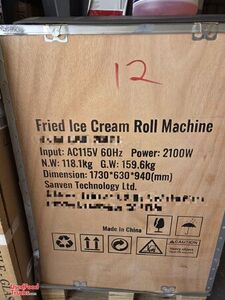 12
Fried Ice Cream Roll Machine
Input: AC115V 60Hz Power: 2100W
N.W: 118.1kg G.W: 159.6kg
Dimension: 1730*630*940(mm)
Sanven Technology Ltd.
Made in China
CAUTION